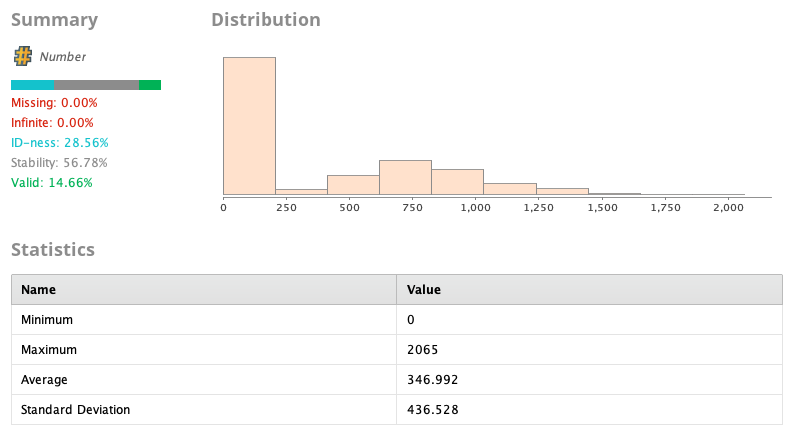 Summary
Distribution
# Number
Missing: 0.00%
Infinite: 0.00%
ID-ness: 28.56%
Stability: 56.78%
Valid: 14.66%
0 250 500 750 1,000 1,250 1,500 1,750 2,000
Statistics
Name Value
Minimum 0
Maximum 2065
Average 346.992
Standard Deviation 436.528